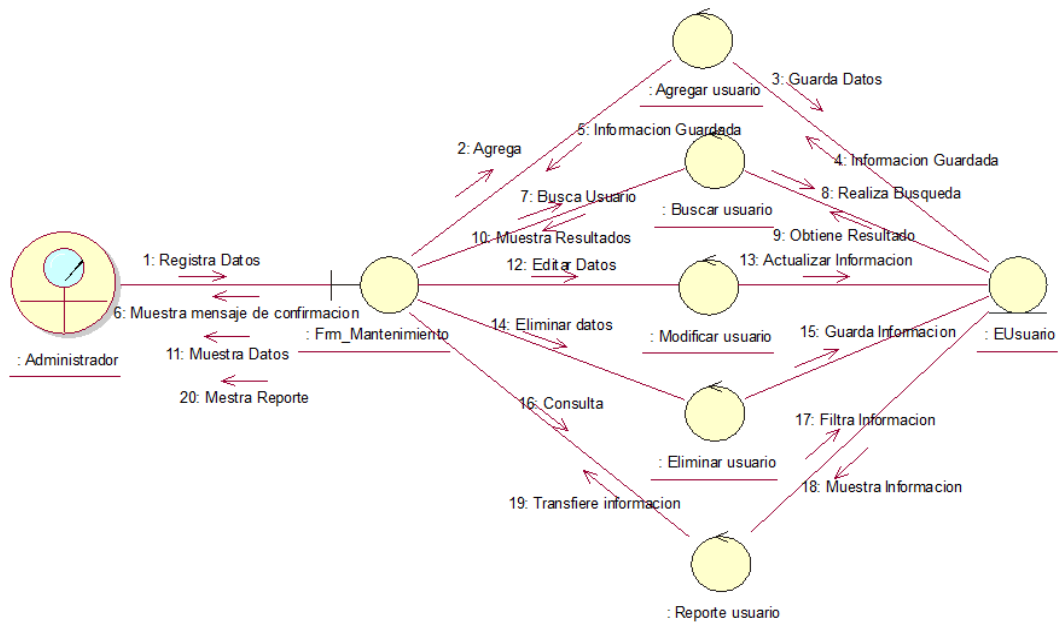 3: Guarda Datos
: Agregar usuario
5: Informacion Guardada
2: Agrega
4: Informacion Guardada
7: Busca Usuario
8: Realiza Busqueda
: Buscar usuario
10: Muestra Resultados
9: Obtiene Resultado
1: Registra Datos
12: Editar Datos
13: Actualizar Informacion
6: Muestra mensaje de confirmacion
14: Eliminar datos
15: Guarda Informacion
: Frm_Mantenimiento
: Modificar usuario
: EUsuario
11: Muestra Datos
: Administrador
20: Mestra Reporte
16: Consulta
17: Filtra Informacion
: Eliminar usuario
18: Muestra Informacion
19: Transfiere informacion
: Reporte usuario